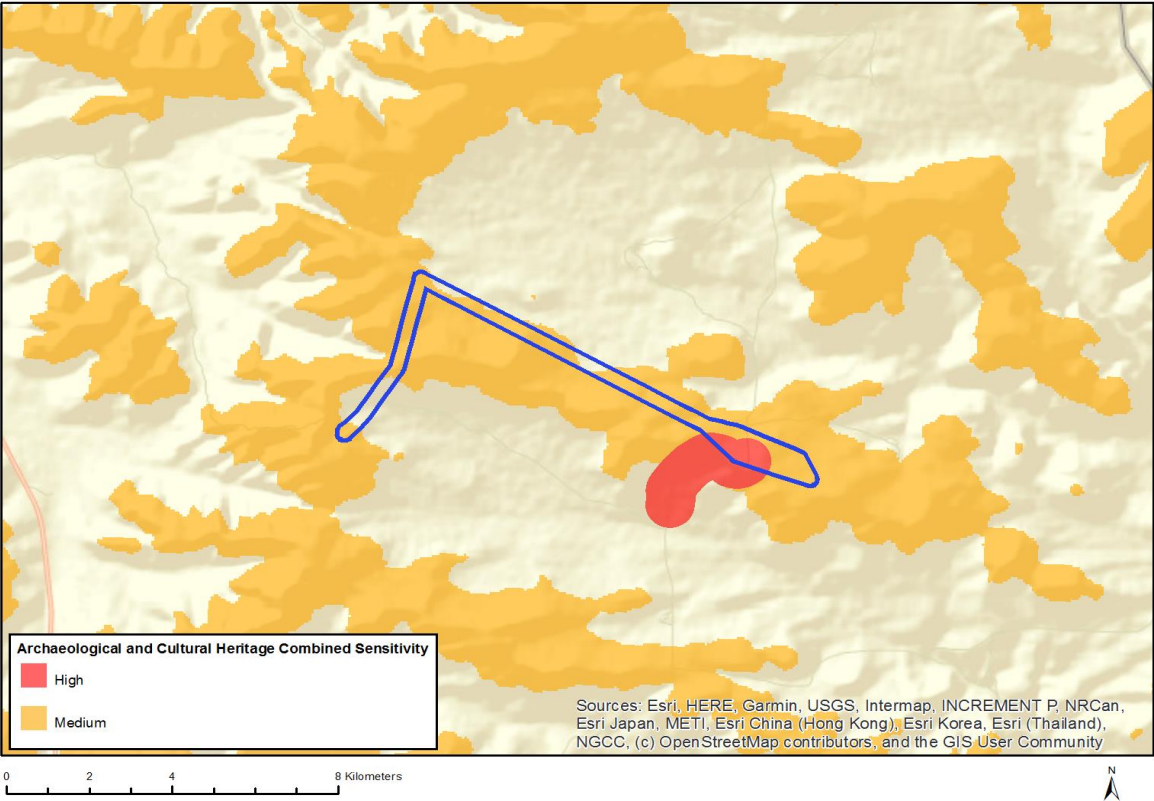 Archaeological and Cultural Heritage Combined Sensitivity
High
Medium
Sources: Esri, HERE, Garmin, USGS, Intermap, INCREMENT P, NRCan,
Esri Japan, METI, Esri China (Hong Kong), Esri Korea, Esri (Thailand),
NGCC, (c) OpenStreetMap contributors, and the GIS User Community
0 2 4 8 Kilometers
N